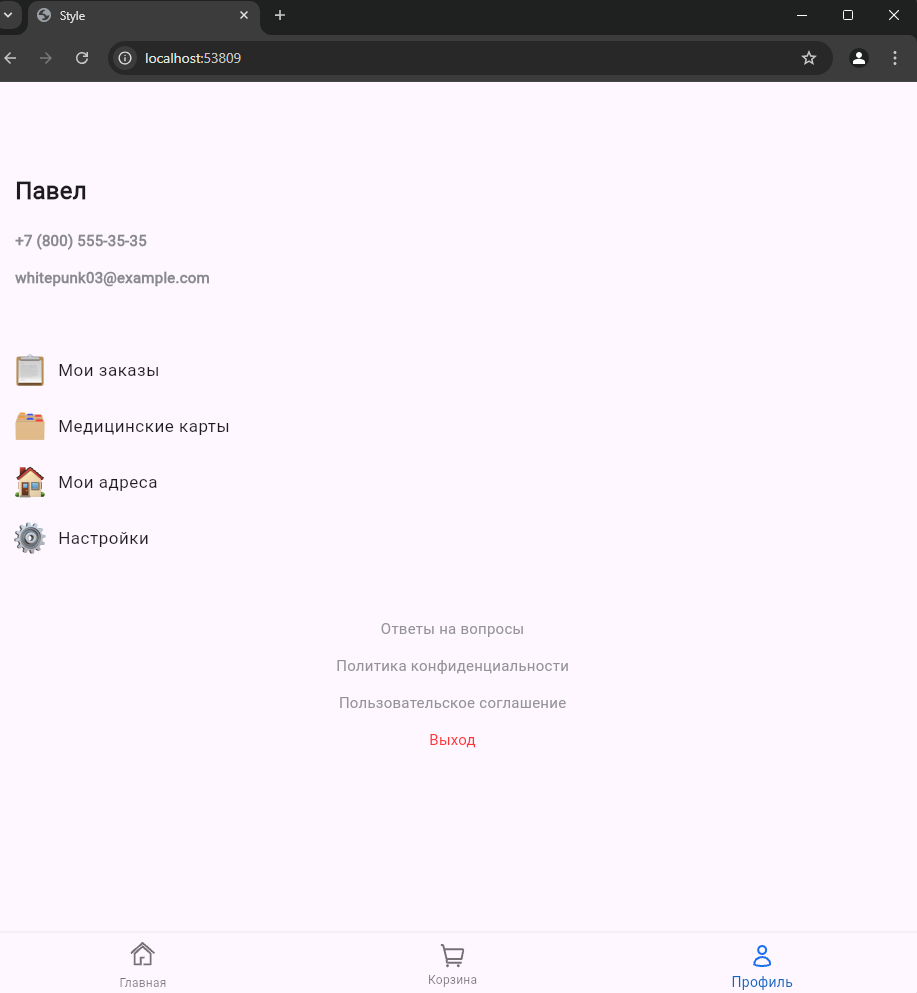 Style
localhost:53809
Павел
+7 (800) 555-35-35
whitepunk03@example.com
Мои заказы
Медицинские карты
Мои адреса
Настройки
Ответы на вопросы
Политика конфиденциальности
Пользовательское соглашение
Выход
Главная
Корзина
Профиль